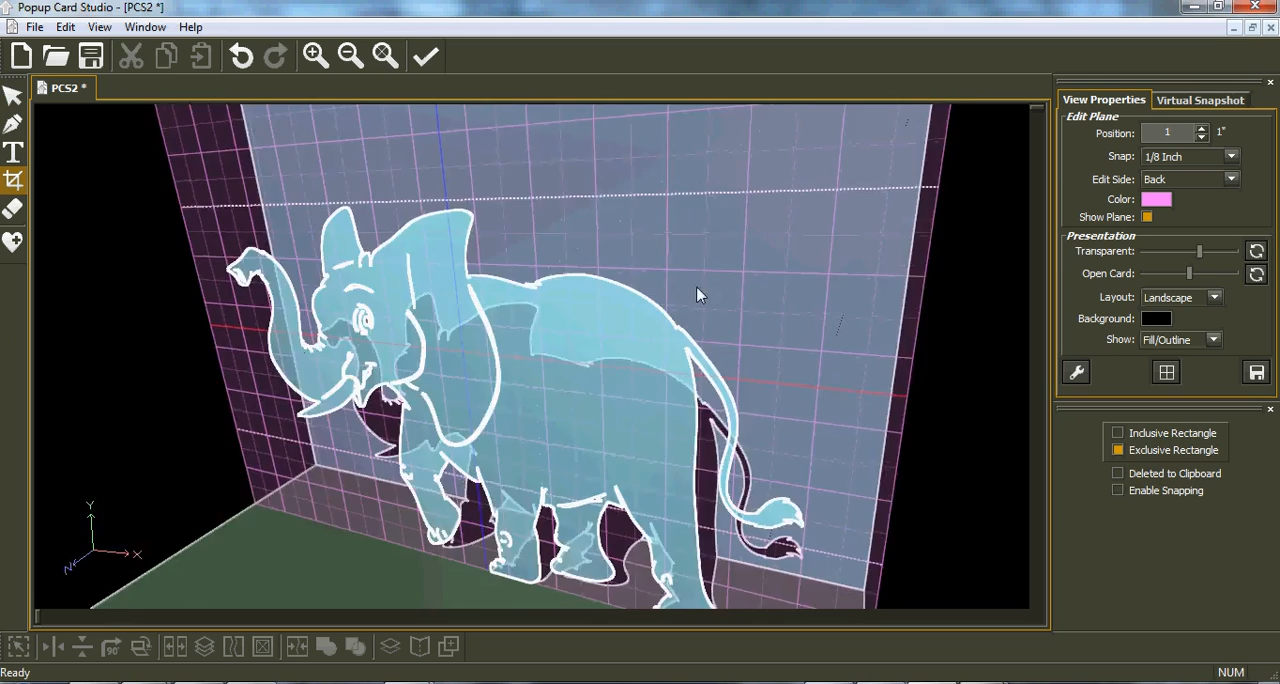 Popup Card Studio - [PCS2 *]
File Edit View Window Help
PCS2 *
T
View Properties Virtual Snapshot
Edit Plane
Position: 1 1"
Snap: 1/8 Inch
Edit Side: Back
Color:
Show Plane:
Presentation
Transparent:
Open Card:
Layout: Landscape
Background:
Show: Fill/Outline
Inclusive Rectangle
Exclusive Rectangle
Deleted to Clipboard
Enable Snapping
Y
X
N
90
Ready NUM